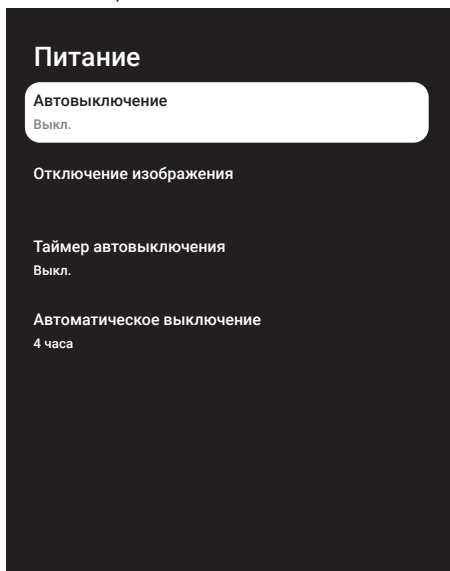 Питание
Автовыключение
Выкл.
Отключение изображения
Таймер автовыключения
Выкл.
Автоматическое выключение
4 часа